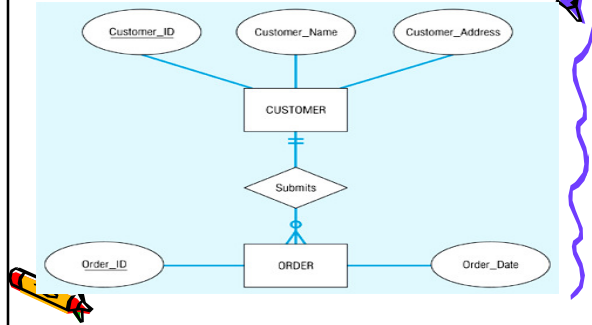 Customer_ID
Customer_Name
Customer_Address
CUSTOMER
Submits
Order_ID
ORDER
Order_Date